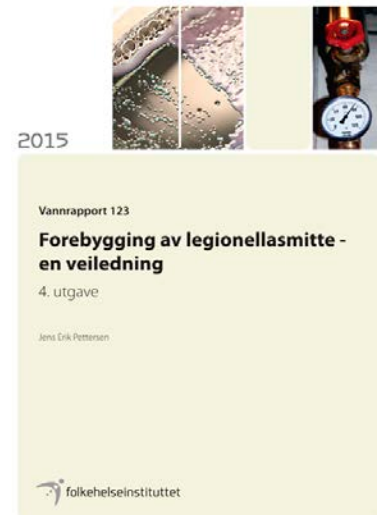 2015
Vannrapport 123
Forebygging av legionellasmitte -
en veiledning
4. utgave
Jens Erik Pettersen
folkehelseinstituttet